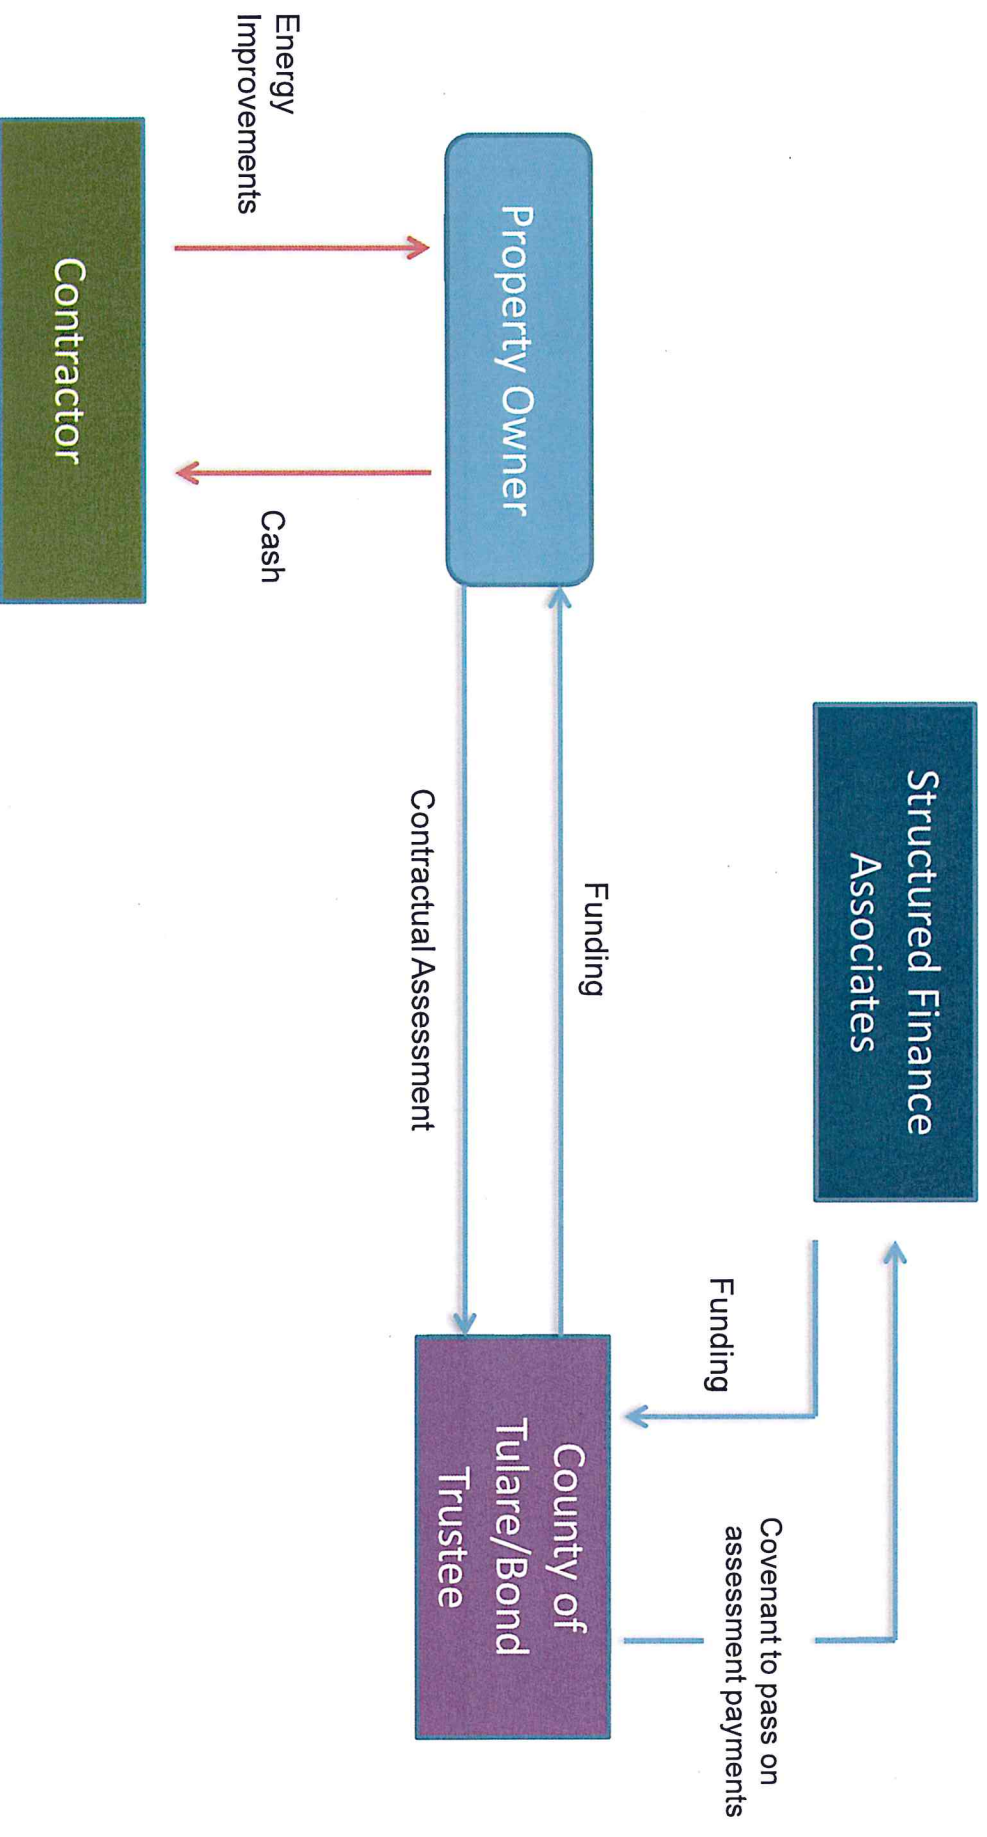 Structured Finance
Associates
Funding
Covenant to pass on
assessment payments
Property Owner
Funding
Contractual Assessment
County of
Tulare/Bond
Trustee
Energy
Improvements
Cash
Contractor